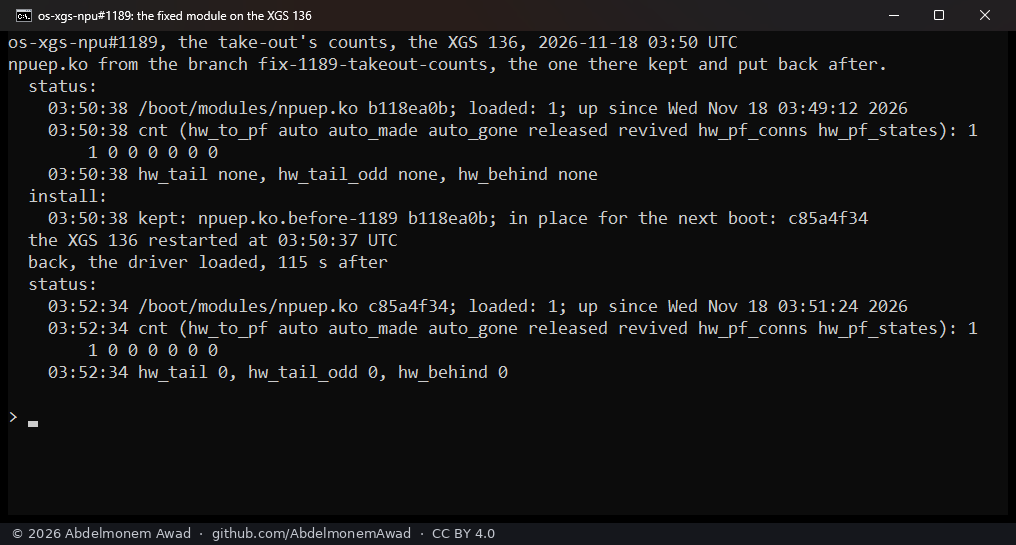 os-xgs-npu#1189: the fixed module on the XGS 136
os-xgs-npu#1189, the take-out's counts, the XGS 136, 2026-11-18 03:50 UTC
npuep.ko from the branch fix-1189-takeout-counts, the one there kept and put back after.
status:
03:50:38 /boot/modules/npuep.ko b118ea0b; loaded: 1; up since Wed Nov 18 03:49:12 2026
03:50:38 cnt (hw_to_pf auto auto_made auto_gone released revived hw_pf_conns hw_pf_states): 1
1 0 0 0 0 0 0
03:50:38 hw_tail none, hw_tail_odd none, hw_behind none
install:
03:50:38 kept: npuep.ko.before-1189 b118ea0b; in place for the next boot: c85a4f34
the XGS 136 restarted at 03:50:37 UTC
back, the driver loaded, 115 s after
status:
03:52:34 /boot/modules/npuep.ko c85a4f34; loaded: 1; up since Wed Nov 18 03:51:24 2026
03:52:34 cnt (hw_to_pf auto auto_made auto_gone released revived hw_pf_conns hw_pf_states): 1
1 0 0 0 0 0 0
03:52:34 hw_tail 0, hw_tail_odd 0, hw_behind 0
>
© 2026 Abdelmonem Awad · github.com/AbdelmonemAwad · CC BY 4.0